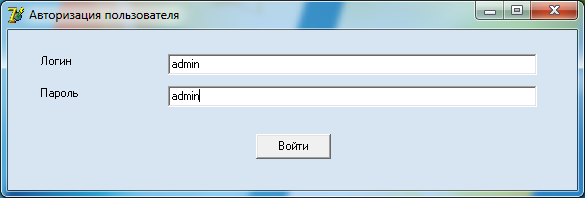 Авторизация пользователя
Логин admin
Пароль admin
Войти